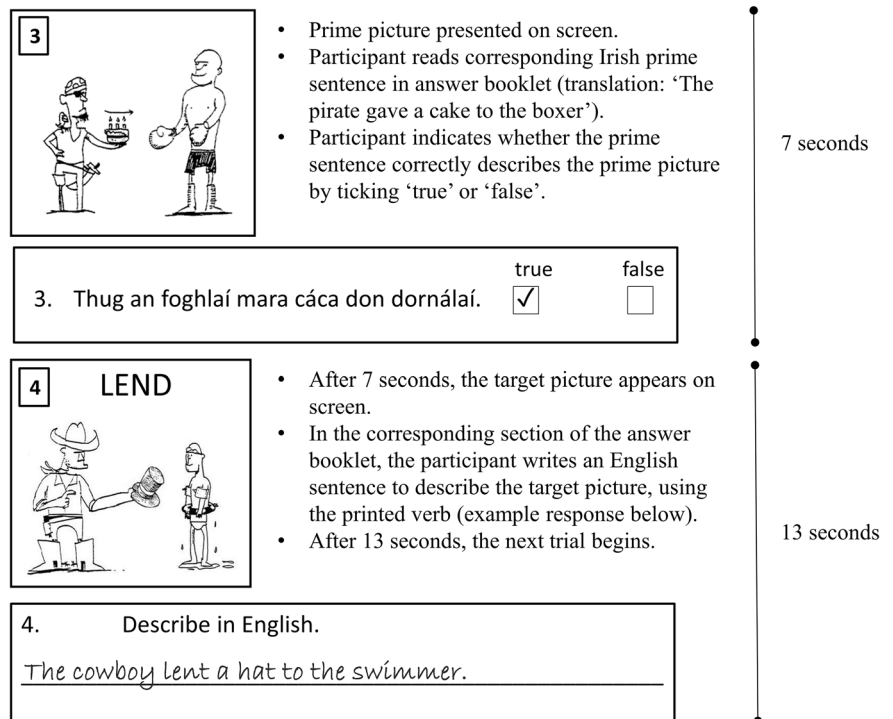 3
• Prime picture presented on screen.
• Participant reads corresponding Irish prime
sentence in answer booklet (translation: ‘The
pirate gave a cake to the boxer’).
• Participant indicates whether the prime
sentence correctly describes the prime picture
by ticking ‘true’ or ‘false’.
7 seconds
true false
3. Thug an foghlaí mara cáca don dornálaí. ✓
4 LEND
• After 7 seconds, the target picture appears on
screen.
• In the corresponding section of the answer
booklet, the participant writes an English
sentence to describe the target picture, using
the printed verb (example response below).
• After 13 seconds, the next trial begins.
13 seconds
4. Describe in English.
The cowboy lent a hat to the swimmer.